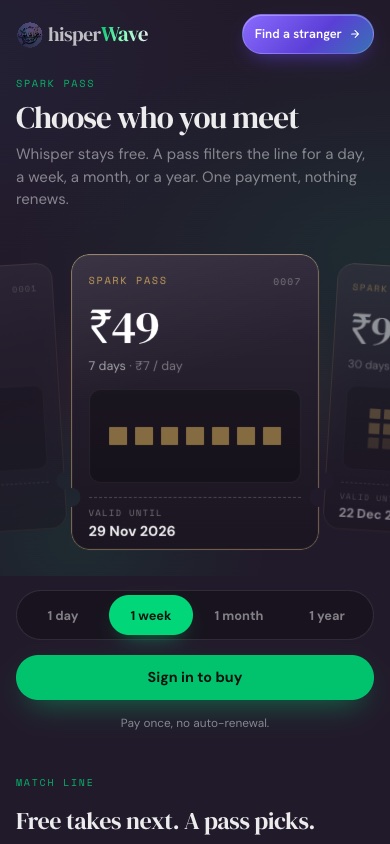 hisperWave
Find a stranger →
SPARK PASS
Choose who you meet
Whisper stays free. A pass filters the line for a day,
a week, a month, or a year. One payment, nothing
renews.
0001
SPARK PASS 0007
₹49
7 days · ₹7 / day
VALID UNTIL
29 Nov 2026
SPARK
₹9
30 days
VALID UN
22 Dec 2
1 day 1 week 1 month 1 year
Sign in to buy
Pay once, no auto-renewal.
MATCH LINE
Free takes next. A pass picks.